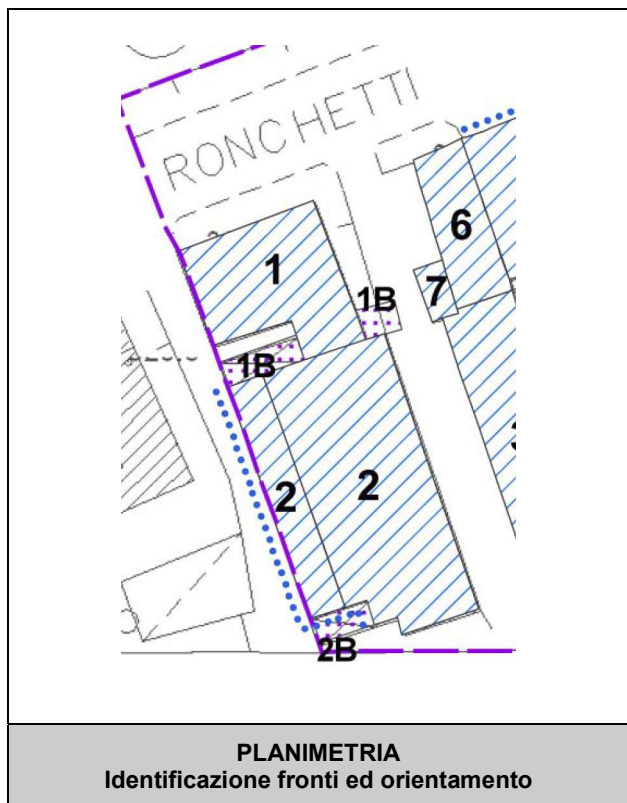 RONCHETTI
6
1
7
1B
1B
2
2
2B
PLANIMETRIA
Identificazione fronti ed orientamento